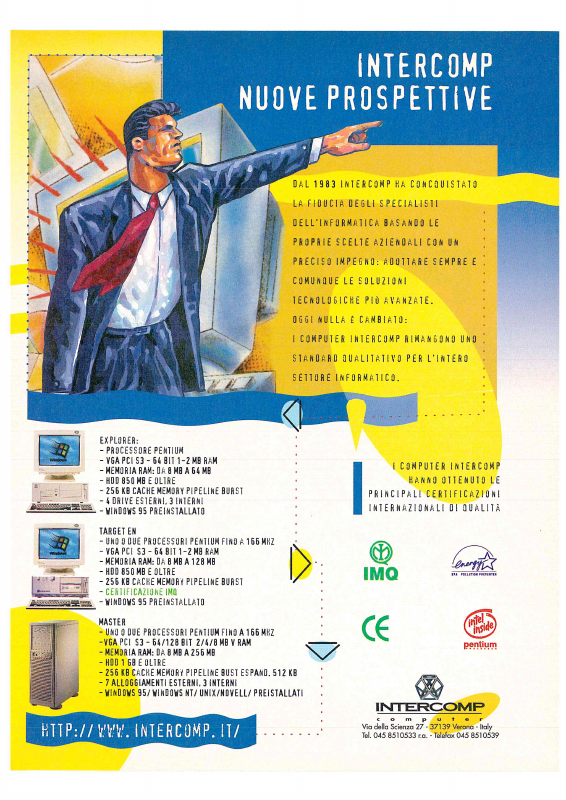 INTERCOMP
NUOVE PROSPETTIVE
DAL 1983 INTERCOMP HA CONCQUISTATO
LA FIDUCIA DEGLI SPECIALISTI
DELL'INFORMATICA BASANDO LE
PROPRIE SCELTE AZIENDALI CON UN
PRECISO IMPEGNO: ADOTTARE SEMPRE E
COMUNQUE LE SOLUZIONI
TECNOLOGICHE PIÙ AVANZATE.
OGGI NULLA È CAMBIATO:
I COMPUTER INTERCOMP RIMANGONO UNO
STANDARD QUALITATIVO PER L'INTERO
SETTORE INFORMATICO.
EXPLORER:
- PROCESSORE PENTIUM
- VGA PCI S3 - 64 BIT 1-2 MB RAM
- MEMORIA RAM: DA 8 MB A 64 MB
- HDD 850 MB E OLTRE
- 256 KB CACHE MEMORY PIPELINE BURST
- 4 DRIVE ESTERNI, 3 INTERNI
- WINDOWS 95 PREINSTALLATO
I COMPUTER INTERCOMP
HANNO OTTENUTO LE
PRINCIPALI CERTIFICAZIONI
INTERNAZIONALI DI QUALITÀ
TARGET EN
- UNO O DUE PROCESSORI PENTIUM FINO A 166 MHZ
- VGA PCI S3 - 64 BIT 1-2 MB RAM
- MEMORIA RAM: DA 8 MB A 128 MB
- HDD 850 MB E OLTRE
- 256 KB CACHE MEMORY PIPELINE BURST
- CERTIFICAZIONE IMQ
- WINDOWS 95 PREINSTALLATO
IMQ
energy
EPA POLLUTION PREVENTER
CE
intel
inside
pentium
MASTER
- UNO O DUE PROCESSORI PENTIUM FINO A 166 MHZ
-VGA PCI S3 - 64/128 BIT 2/4/8 MB V RAM
- MEMORIA RAM: DA 8 MB A 256 MB
- HDD 1 GB E OLTRE
- 256 KB CACHE MEMORY PIPELINE BUST ESPAND. 512 KB
- 7 ALLOGGIAMENTI ESTERNI, 3 INTERNI
- WINDOWS 95/ WINDOWS NT/ UNIX/NOVELL/ PREISTALLATI
HTTP://WWW.INTERCOMP.IT/
INTERCOMP
computer
Via della Scienza 27 - 37139 Verona - Italy
Tel. 045 8510533 r.a. - Telefax 045 8510539